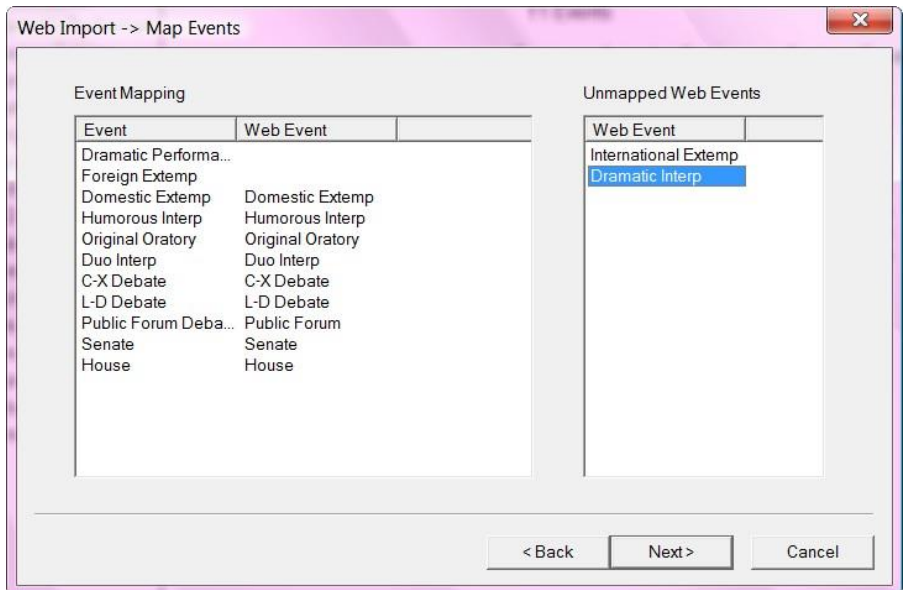 Web Import -> Map Events
Event Mapping
Unmapped Web Events
Event Web Event
Web Event
Dramatic Performa...
Foreign Extemp
Domestic Extemp Domestic Extemp
Humorous Interp Humorous Interp
Original Oratory Original Oratory
Duo Interp Duo Interp
C-X Debate C-X Debate
L-D Debate L-D Debate
Public Forum Deba... Public Forum
Senate Senate
House House
International Extemp
Dramatic Interp
< Back Next > Cancel